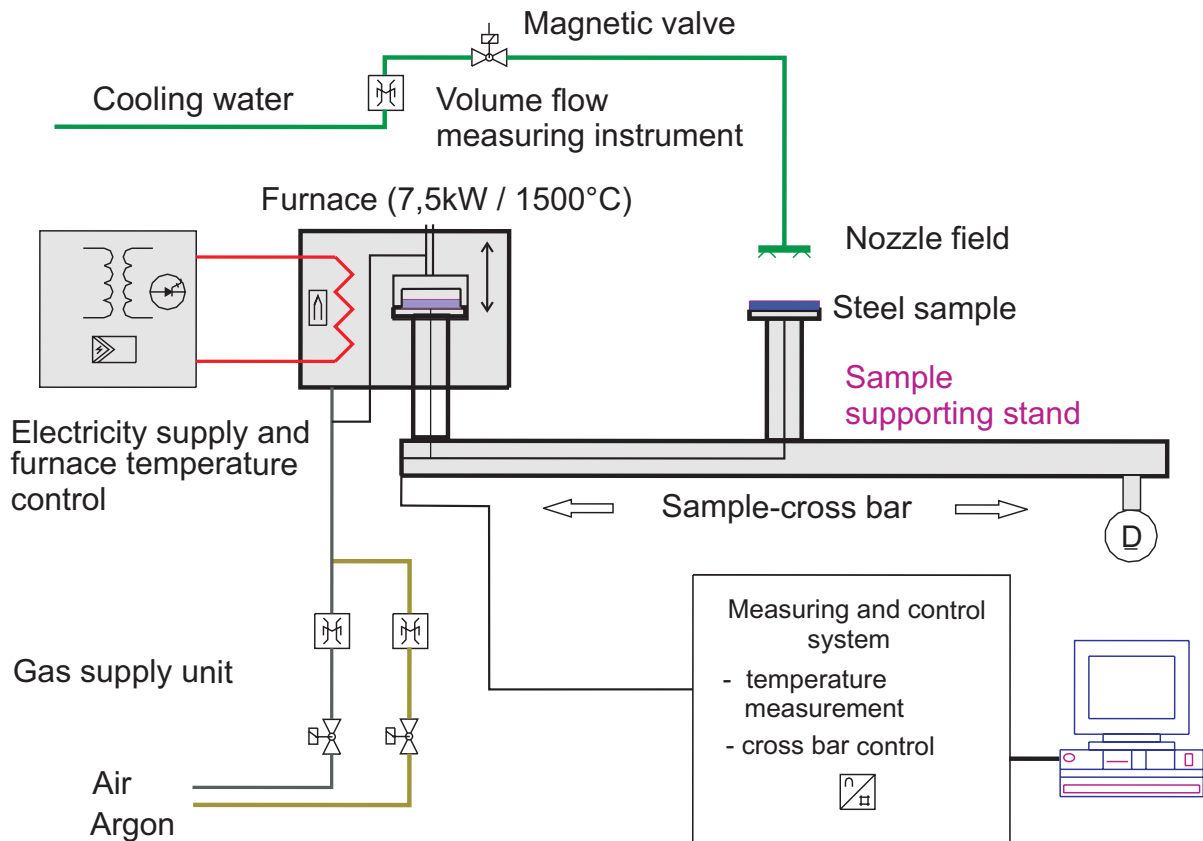 Magnetic valve
Cooling water
Volume flow
measuring instrument
Furnace (7,5kW / 1500°C)
Nozzle field
Steel sample
Sample
supporting stand
Electricity supply and
furnace temperature
control
Sample-cross bar
D
Measuring and control
system
- temperature
measurement
- cross bar control
Gas supply unit
Air
Argon